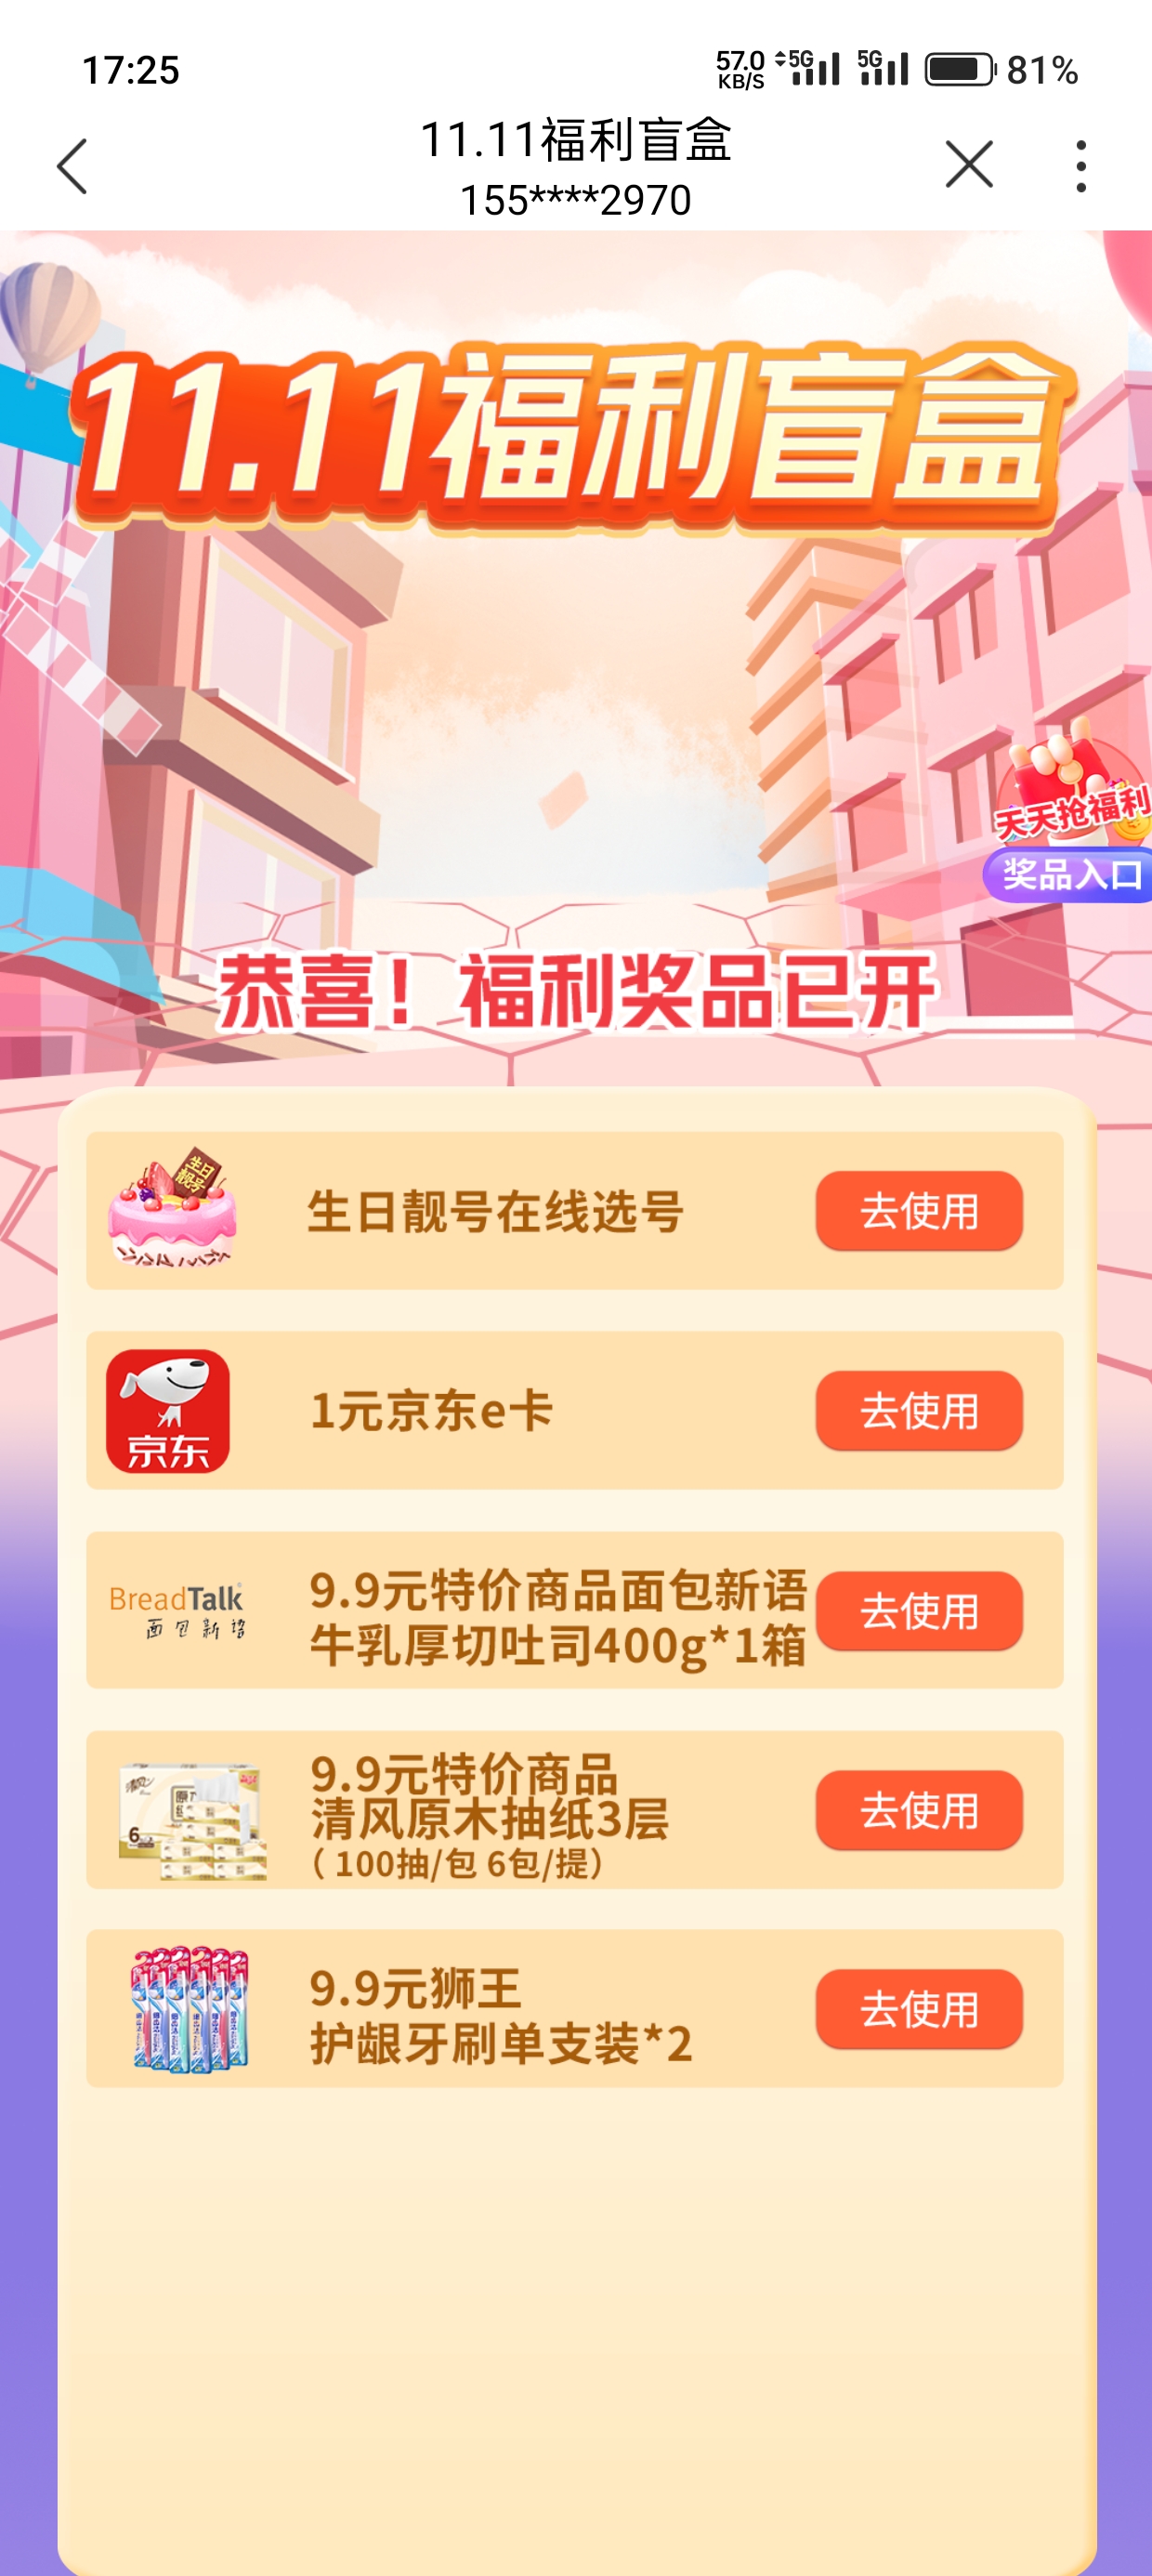 17:25
57.0 KB/S 5G 5G 81%
11.11福利盲盒
155****2970
11.11福利盲盒
天天抢福利
奖品入口
恭喜！福利奖品已开
生日靓号
生日靓号在线选号
去使用
京东
1元京东e卡
去使用
BreadTalk
面包新语
9.9元特价商品面包新语
牛乳厚切吐司400g*1箱
去使用
清风
6
9.9元特价商品
清风原木抽纸3层
（100抽/包 6包/提）
去使用
9.9元狮王
护龈牙刷单支装*2
去使用